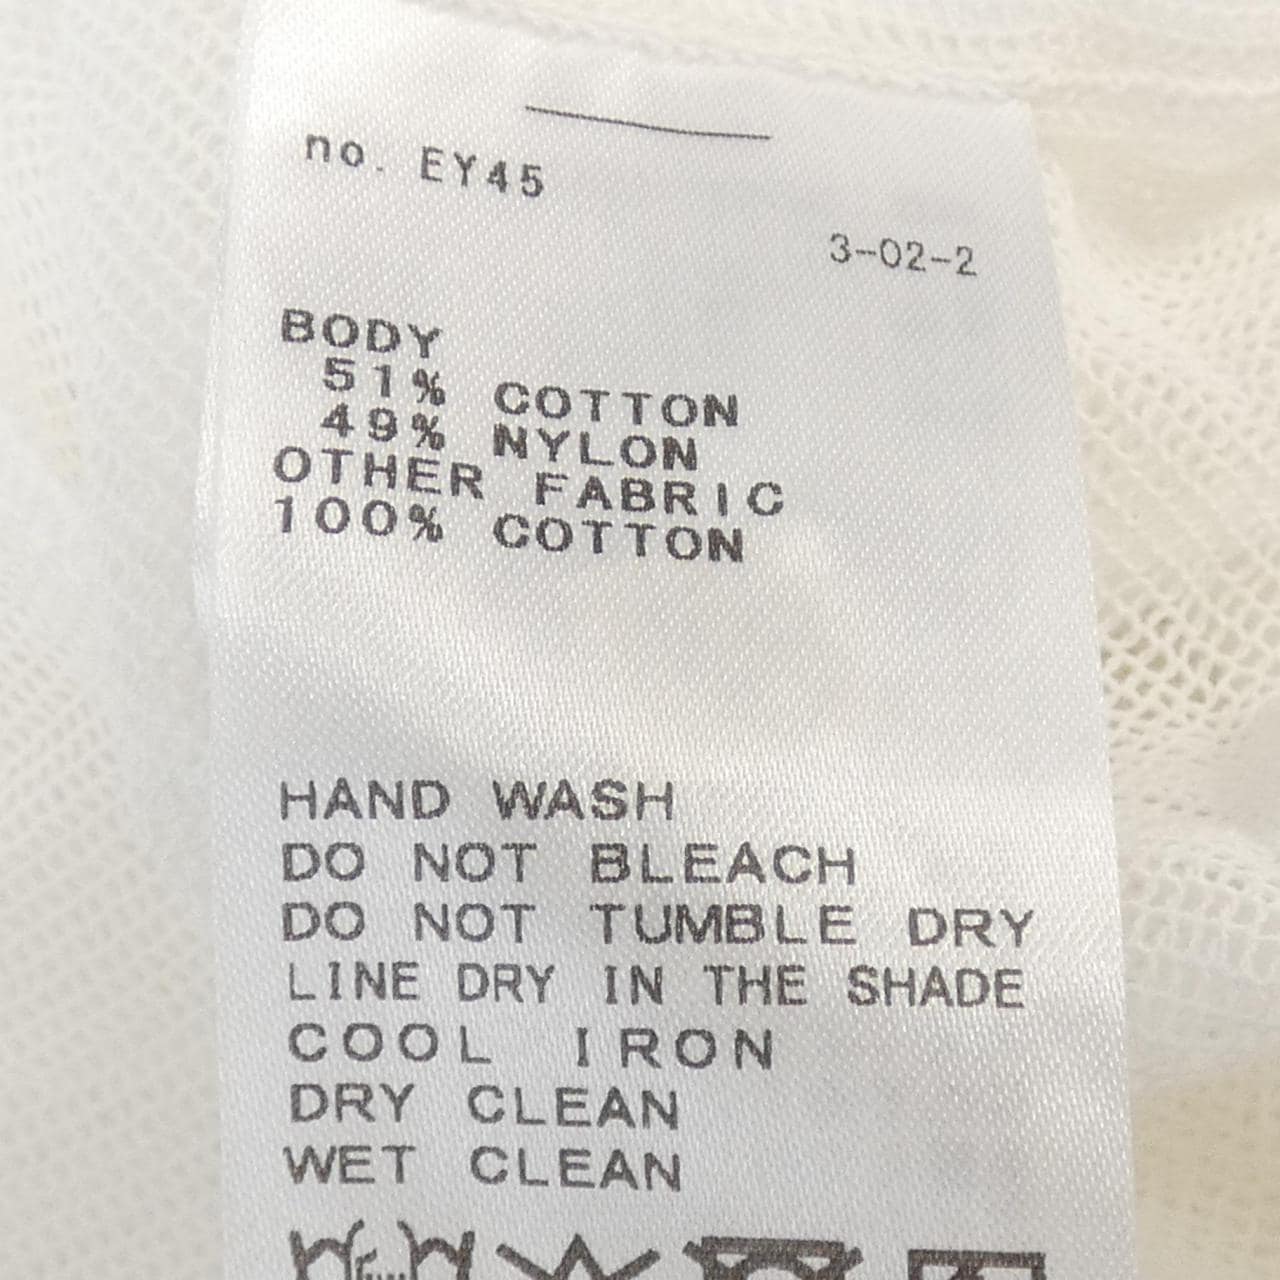 no. EY45
3-02-2
BODY
51% COTTON
49% NYLON
OTHER FABRIC
100% COTTON
HAND WASH
DO NOT BLEACH
DO NOT TUMBLE DRY
LINE DRY IN THE SHADE
COOL IRON
DRY CLEAN
WET CLEAN